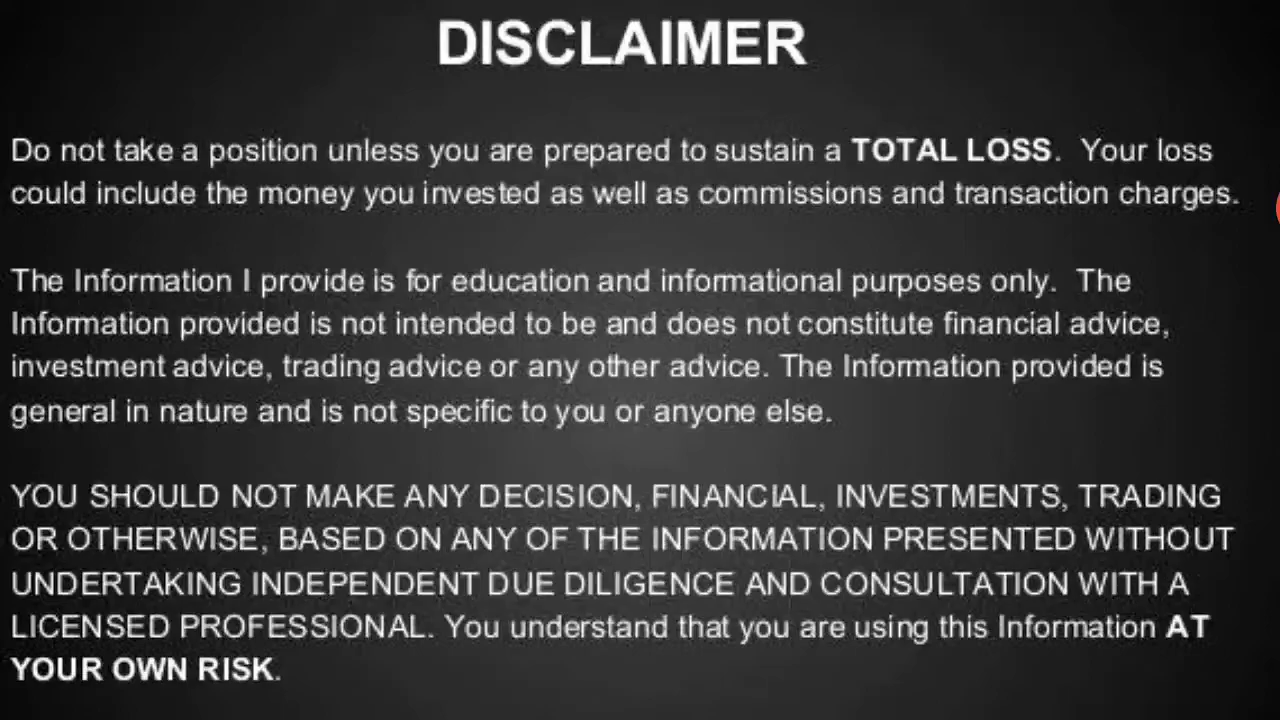 DISCLAIMER
Do not take a position unless you are prepared to sustain a TOTAL LOSS.  Your loss
could include the money you invested as well as commissions and transaction charges.
The Information I provide is for education and informational purposes only.  The
Information provided is not intended to be and does not constitute financial advice,
investment advice, trading advice or any other advice. The Information provided is
general in nature and is not specific to you or anyone else.
YOU SHOULD NOT MAKE ANY DECISION, FINANCIAL, INVESTMENTS, TRADING
OR OTHERWISE, BASED ON ANY OF THE INFORMATION PRESENTED WITHOUT
UNDERTAKING INDEPENDENT DUE DILIGENCE AND CONSULTATION WITH A
LICENSED PROFESSIONAL. You understand that you are using this Information AT
YOUR OWN RISK.